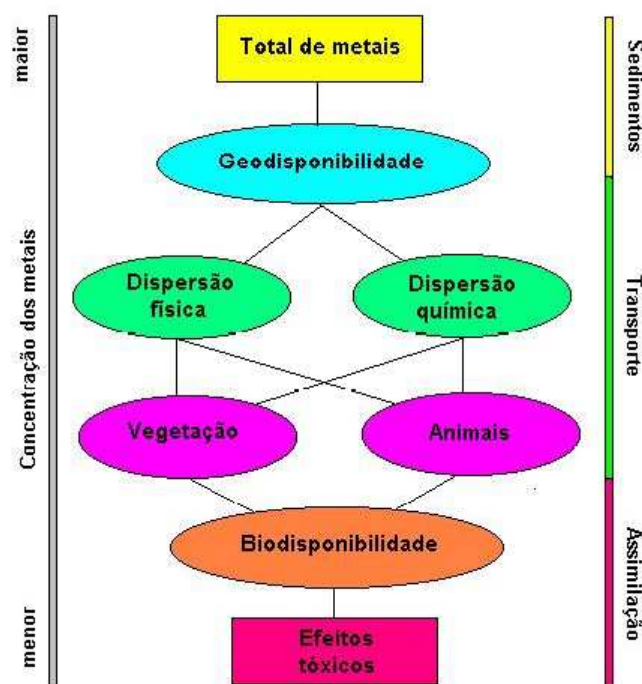 maior
Total de metais
Sedimentos
Geodisponibilidade
Concentração dos metais
Dispersão
física
Dispersão
química
Transporte
Vegetação
Animais
Biodisponibilidade
Assimilação
menor
Efeitos
tóxicos